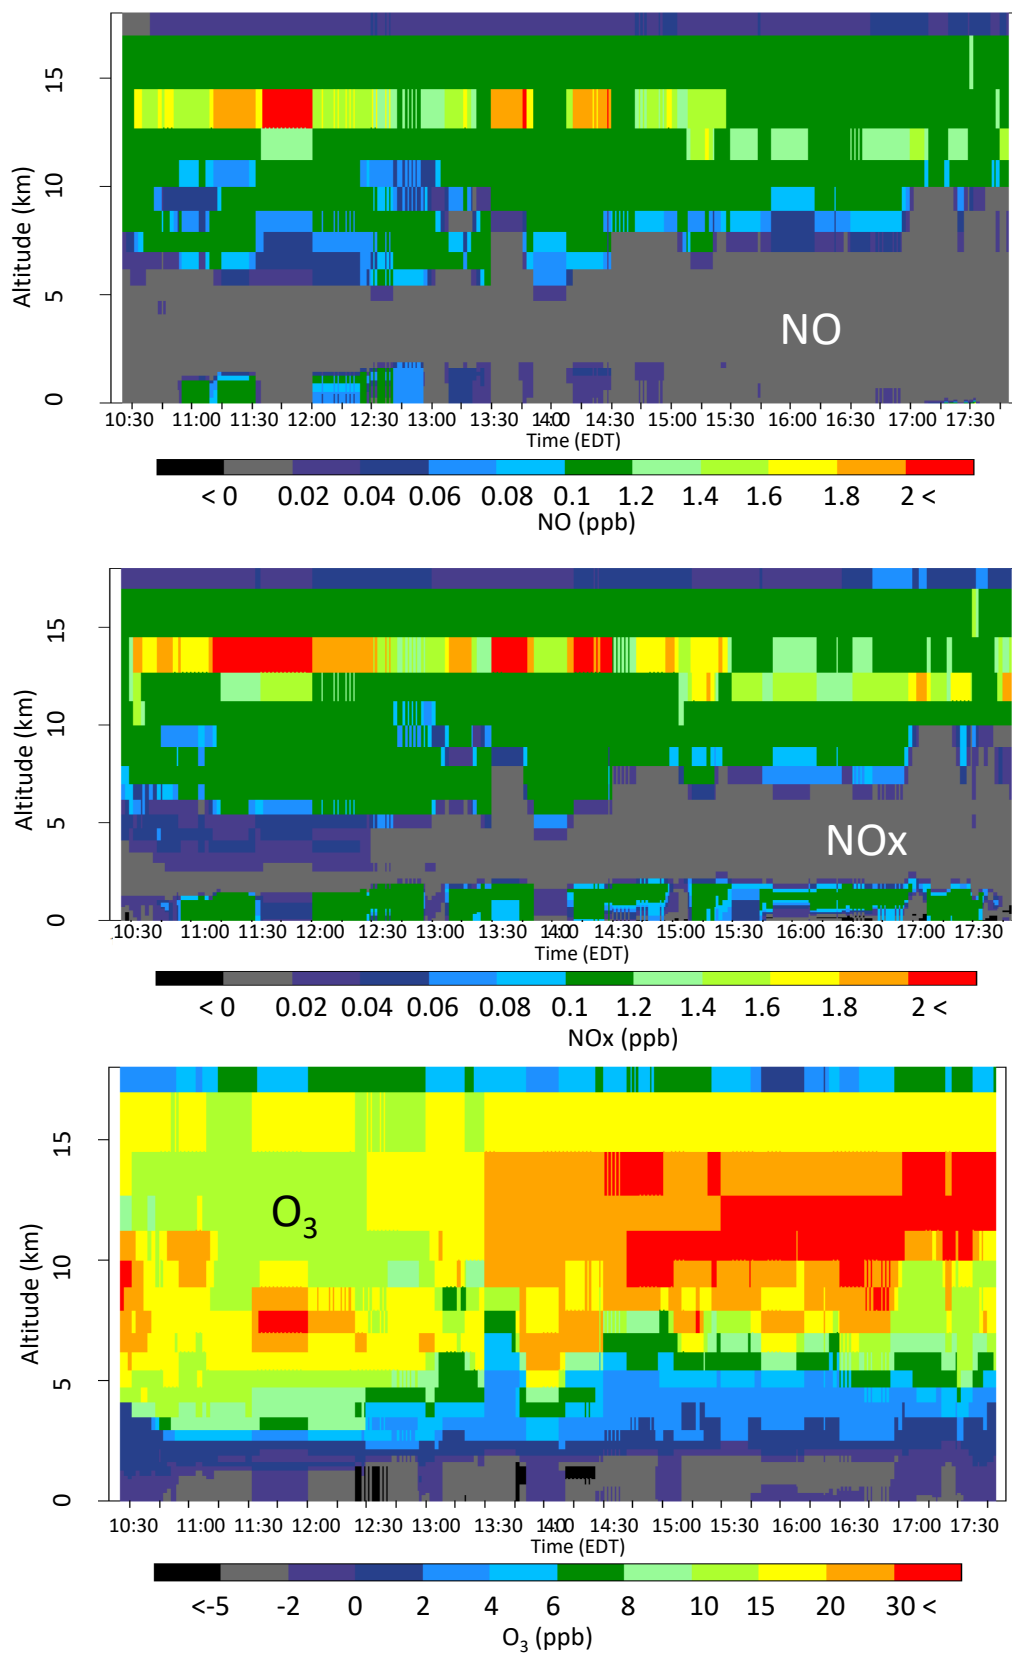 15
10
5
0
Altitude (km)
NO
10:30 11:00 11:30 12:00 12:30 13:00 13:30 14:00 14:30 15:00 15:30 16:00 16:30 17:00 17:30
Time (EDT)
< 0 0.02 0.04 0.06 0.08 0.1 1.2 1.4 1.6 1.8 2 <
NO (ppb)
15
10
5
0
Altitude (km)
NOx
10:30 11:00 11:30 12:00 12:30 13:00 13:30 14:00 14:30 15:00 15:30 16:00 16:30 17:00 17:30
Time (EDT)
< 0 0.02 0.04 0.06 0.08 0.1 1.2 1.4 1.6 1.8 2 <
NOx (ppb)
15
10
5
0
Altitude (km)
O3
10:30 11:00 11:30 12:00 12:30 13:00 13:30 14:00 14:30 15:00 15:30 16:00 16:30 17:00 17:30
Time (EDT)
<-5 -2 0 2 4 6 8 10 15 20 30 <
O3 (ppb)